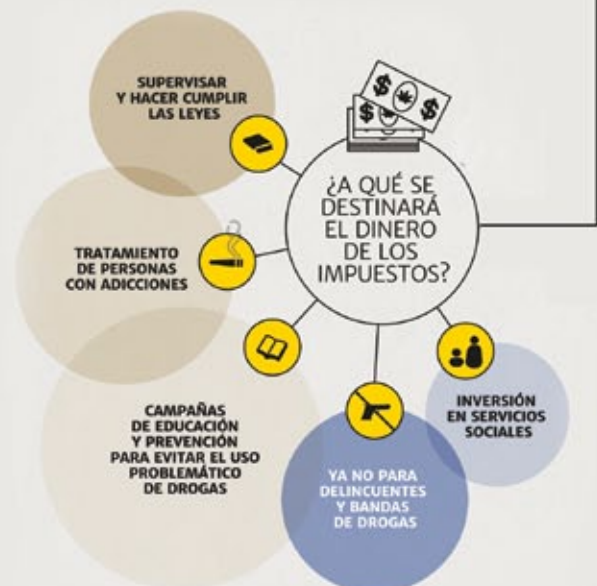 SUPERVISAR
Y HACER CUMPLIR
LAS LEYES
$ $
$ $
¿A QUÉ SE
DESTINARÁ
EL DINERO
DE LOS
IMPUESTOS?
TRATAMIENTO
DE PERSONAS
CON ADICCIONES
CAMPAÑAS
DE EDUCACIÓN
Y PREVENCIÓN
PARA EVITAR EL USO
PROBLEMÁTICO
DE DROGAS
YA NO PARA
DELINCUENTES
Y BANDAS
DE DROGAS
INVERSIÓN
EN SERVICIOS
SOCIALES